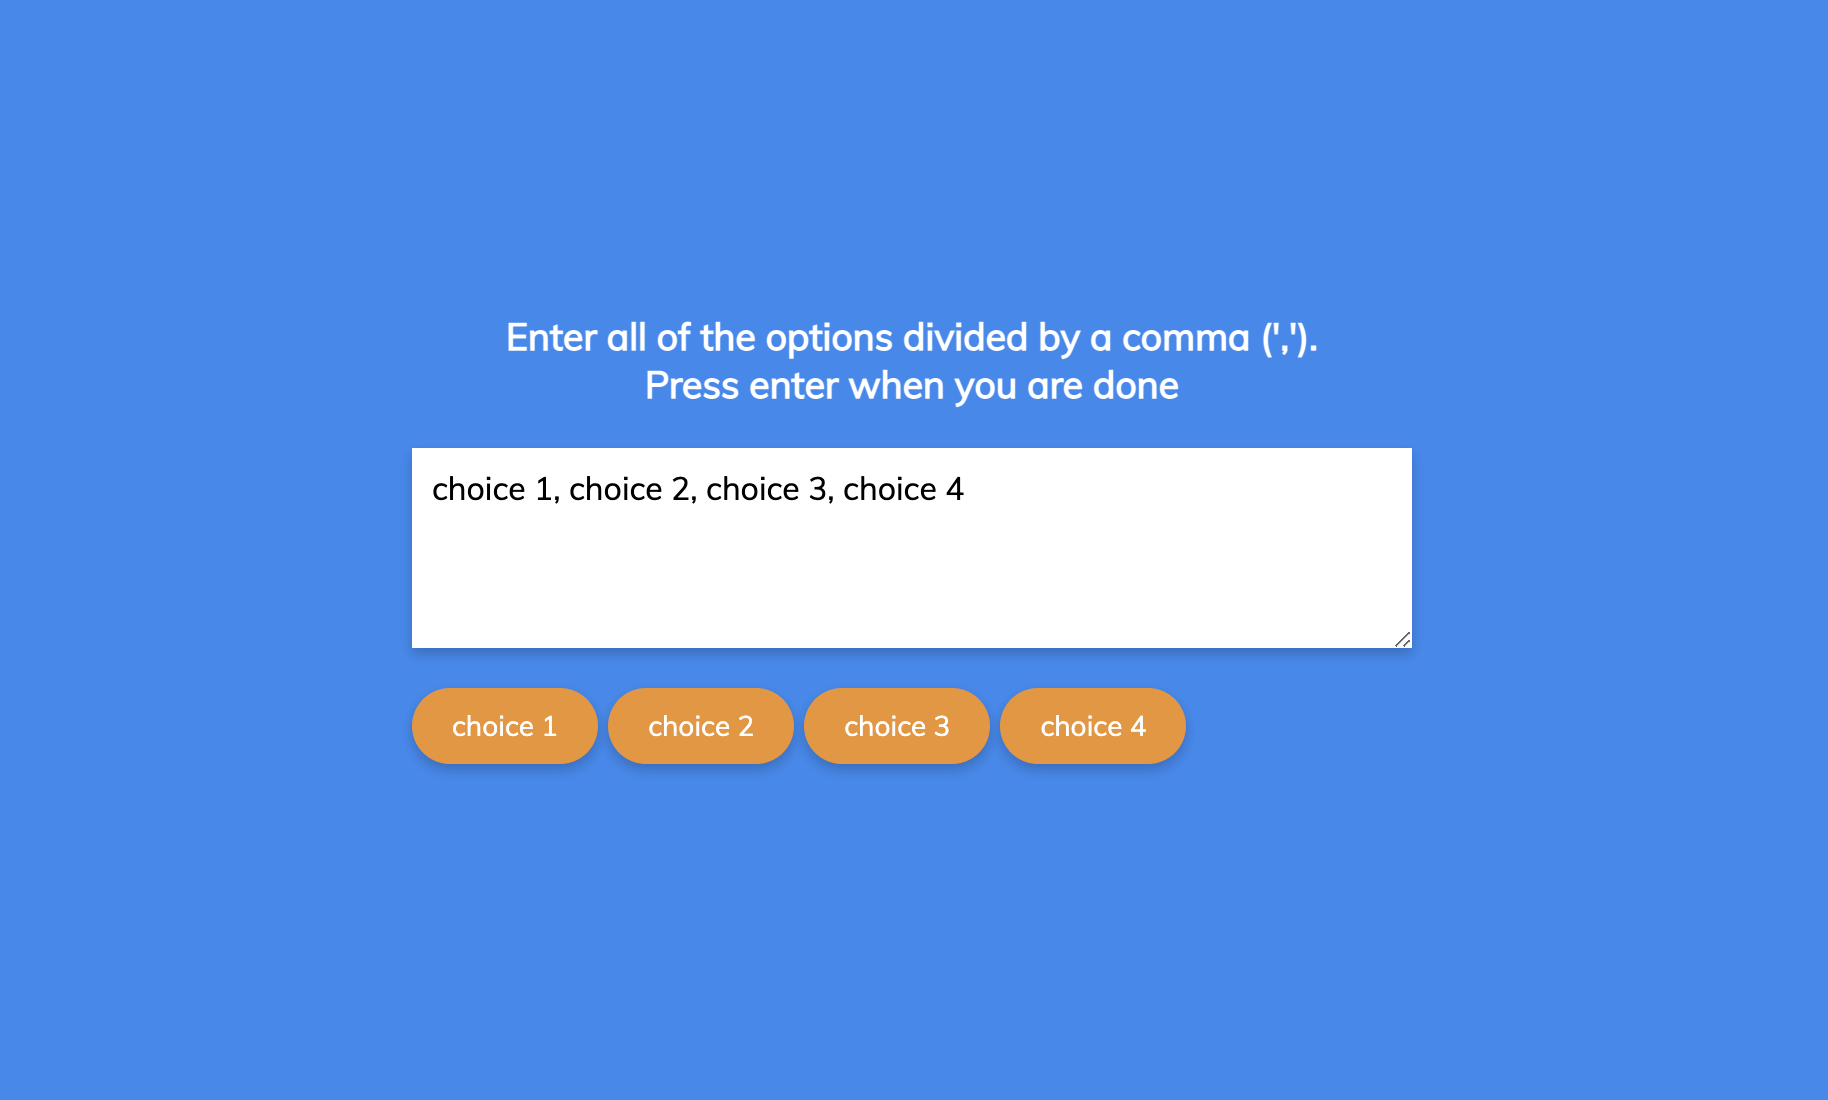 Enter all of the options divided by a comma (',').
Press enter when you are done
choice 1, choice 2, choice 3, choice 4
choice 1
choice 2
choice 3
choice 4